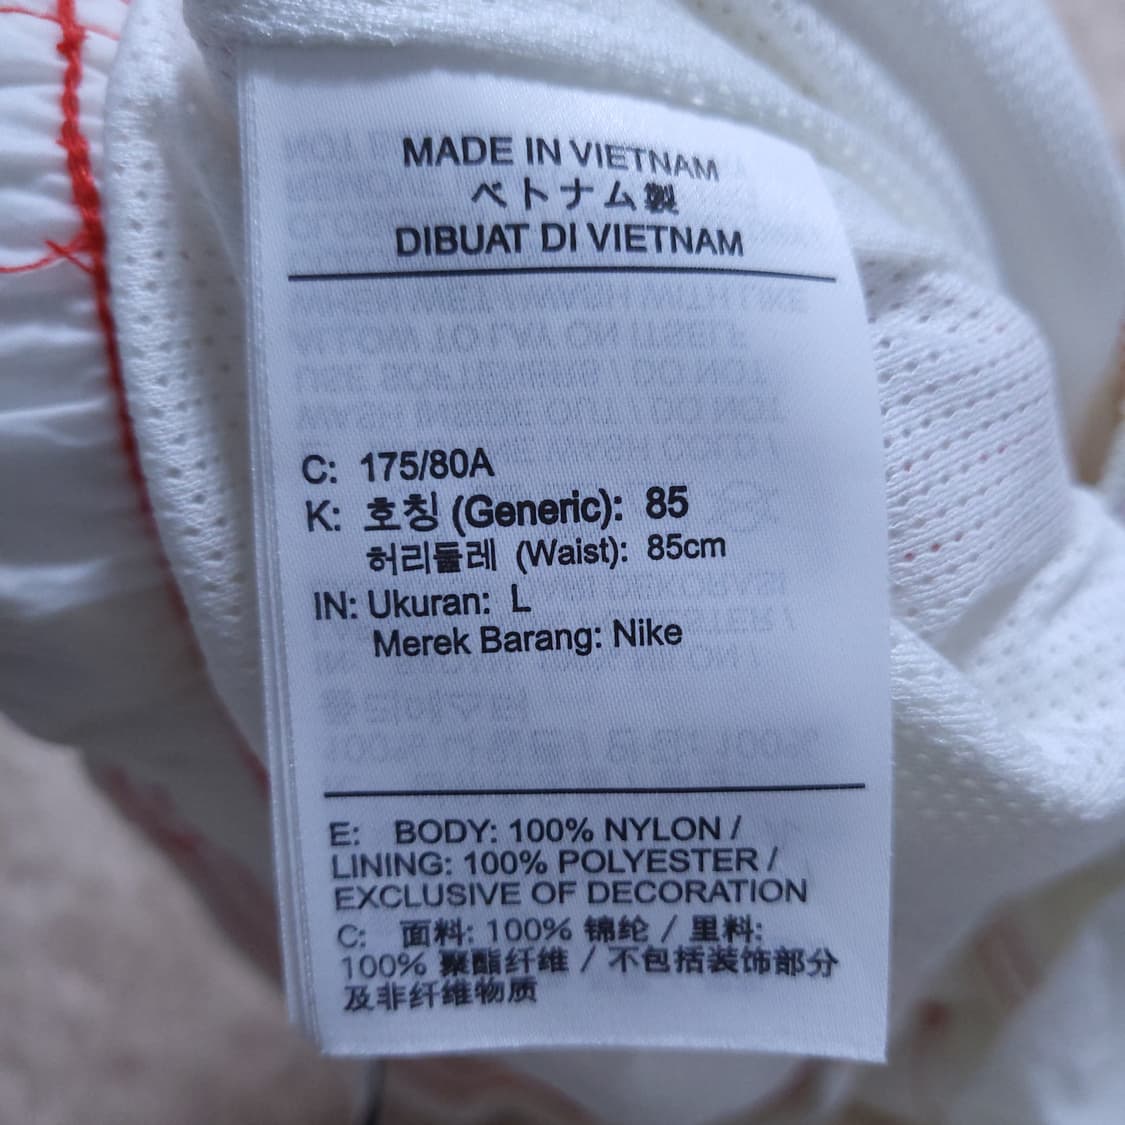 MADE IN VIETNAM
ベトナム製
DIBUAT DI VIETNAM
C: 175/80A
K: 호칭 (Generic): 85
허리둘레 (Waist): 85cm
IN: Ukuran: L
Merek Barang: Nike
E: BODY: 100% NYLON /
LINING: 100% POLYESTER /
EXCLUSIVE OF DECORATION
C: 面料: 100% 锦纶 / 里料:
100% 聚酯纤维 / 不包括装饰部分
及非纤维物质